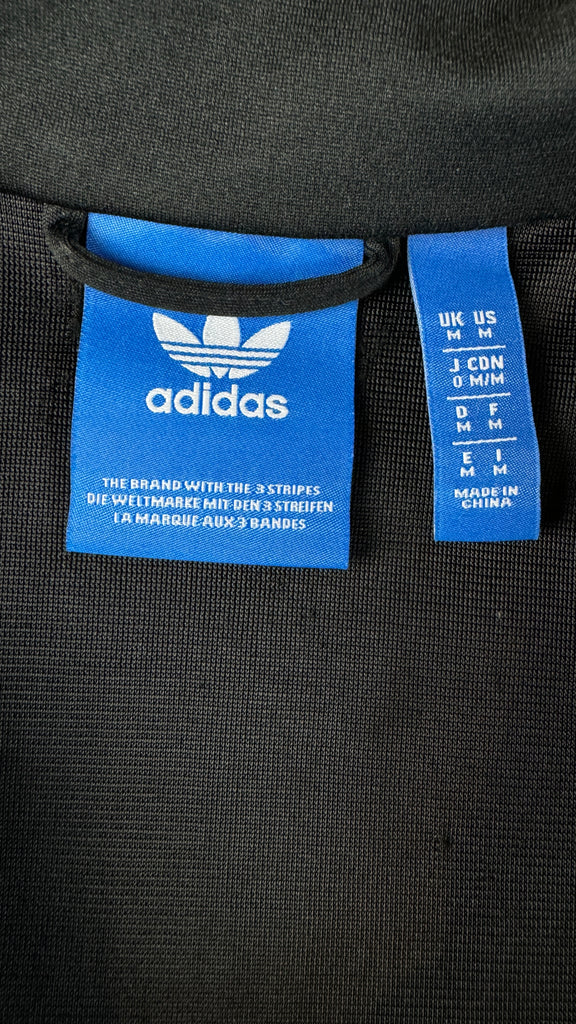 adidas
THE BRAND WITH THE 3 STRIPES
DIE WELTMARKE MIT DEN 3 STREIFEN
LA MARQUE AUX 3 BANDES
UK US
M M
J CDN
O M/M
D F
M M
E I
M M
MADE IN
CHINA